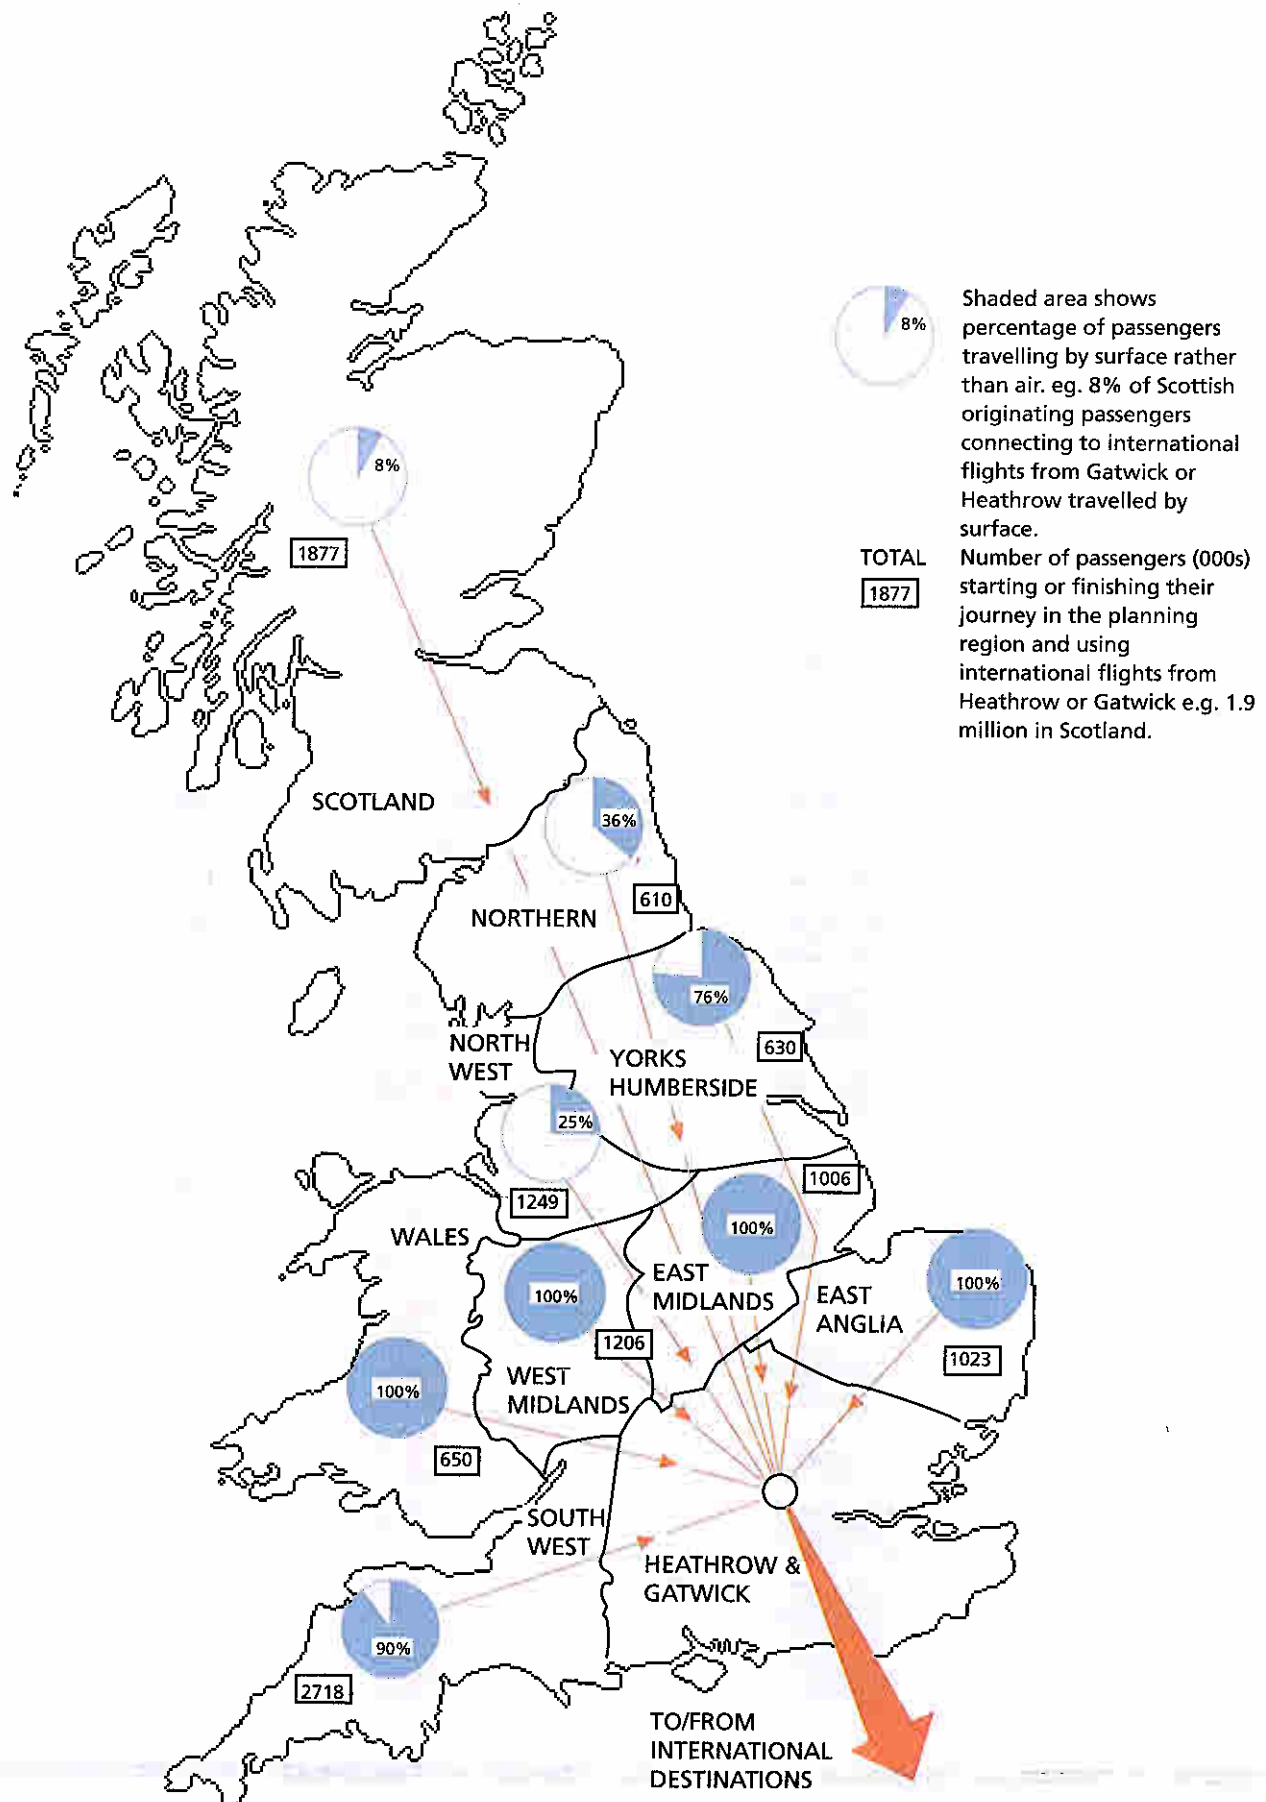 8%
Shaded area shows
percentage of passengers
travelling by surface rather
than air. eg. 8% of Scottish
originating passengers
connecting to international
flights from Gatwick or
Heathrow travelled by
surface.
TOTAL
1877
Number of passengers (000s)
starting or finishing their
journey in the planning
region and using
international flights from
Heathrow or Gatwick e.g. 1.9
million in Scotland.
8%
1877
SCOTLAND
36%
610
NORTHERN
76%
630
NORTH
WEST
YORKS
HUMBERSIDE
25%
1249
1006
WALES
100%
EAST
MIDLANDS
100%
1206
WEST
MIDLANDS
EAST
ANGLIA
100%
1023
100%
650
SOUTH
WEST
HEATHROW &
GATWICK
90%
2718
TO/FROM
INTERNATIONAL
DESTINATIONS